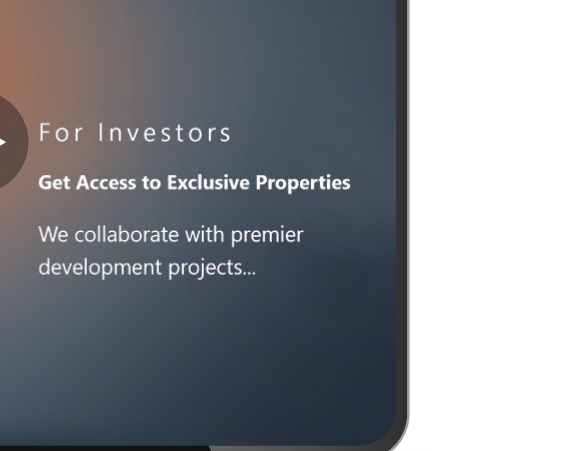 For Investors
Get Access to Exclusive Properties
We collaborate with premier
development projects...